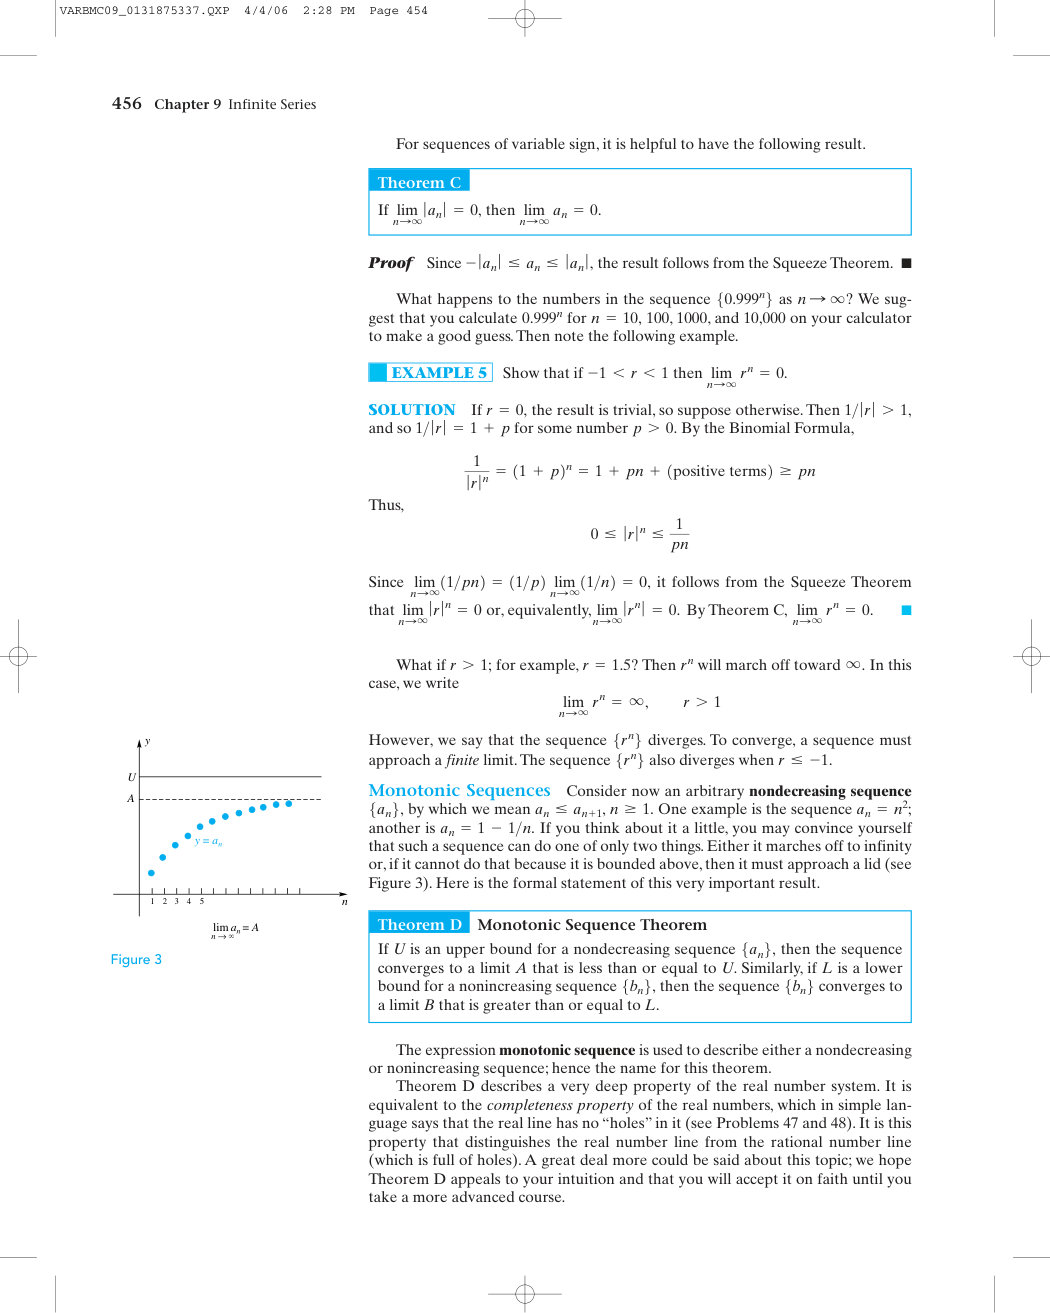 VARBMC09_0131875337.QXP 4/4/06 2:28 PM Page 454
456 Chapter 9 Infinite Series
For sequences of variable sign, it is helpful to have the following result.
Theorem C
If lim |aₙ| = 0, then lim aₙ = 0.
n→∞ n→∞
Proof Since −|aₙ| ≤ aₙ ≤ |aₙ|, the result follows from the Squeeze Theorem. ■
What happens to the numbers in the sequence {0.999ⁿ} as n → ∞? We sug-
gest that you calculate 0.999ⁿ for n = 10, 100, 1000, and 10,000 on your calculator
to make a good guess. Then note the following example.
EXAMPLE 5 Show that if −1 < r < 1 then lim rⁿ = 0.
n→∞
SOLUTION If r = 0, the result is trivial, so suppose otherwise. Then 1/|r| > 1,
and so 1/|r| = 1 + p for some number p > 0. By the Binomial Formula,
1/|r|ⁿ = (1 + p)ⁿ = 1 + pn + (positive terms) ≥ pn
Thus,
0 ≤ |r|ⁿ ≤ 1/pn
Since lim (1/pn) = (1/p) lim (1/n) = 0, it follows from the Squeeze Theorem
n→∞ n→∞
that lim |r|ⁿ = 0 or, equivalently, lim |rⁿ| = 0. By Theorem C, lim rⁿ = 0. ■
n→∞ n→∞ n→∞
What if r > 1; for example, r = 1.5? Then rⁿ will march off toward ∞. In this
case, we write
lim rⁿ = ∞, r > 1
n→∞
However, we say that the sequence {rⁿ} diverges. To converge, a sequence must
approach a finite limit. The sequence {rⁿ} also diverges when r ≤ −1.
Monotonic Sequences Consider now an arbitrary nondecreasing sequence
{aₙ}, by which we mean aₙ ≤ aₙ₊₁, n ≥ 1. One example is the sequence aₙ = n²;
another is aₙ = 1 − 1/n. If you think about it a little, you may convince yourself
that such a sequence can do one of only two things. Either it marches off to infinity
or, if it cannot do that because it is bounded above, then it must approach a lid (see
Figure 3). Here is the formal statement of this very important result.
y
U
A
y = aₙ
1 2 3 4 5
n
lim aₙ = A
n → ∞
Figure 3
Theorem D Monotonic Sequence Theorem
If U is an upper bound for a nondecreasing sequence {aₙ}, then the sequence
converges to a limit A that is less than or equal to U. Similarly, if L is a lower
bound for a nonincreasing sequence {bₙ}, then the sequence {bₙ} converges to
a limit B that is greater than or equal to L.
The expression monotonic sequence is used to describe either a nondecreasing
or nonincreasing sequence; hence the name for this theorem.
Theorem D describes a very deep property of the real number system. It is
equivalent to the completeness property of the real numbers, which in simple lan-
guage says that the real line has no “holes” in it (see Problems 47 and 48). It is this
property that distinguishes the real number line from the rational number line
(which is full of holes). A great deal more could be said about this topic; we hope
Theorem D appeals to your intuition and that you will accept it on faith until you
take a more advanced course.